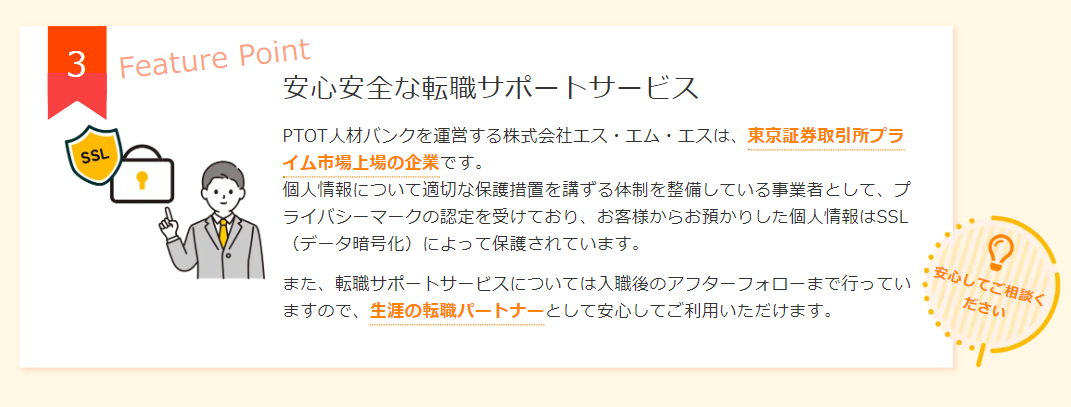 3
Feature Point
安心安全な転職サポートサービス
SSL
PTOT人材バンクを運営する株式会社エス・エム・エスは、東京証券取引所プラ
イム市場上場の企業です。
個人情報について適切な保護措置を講ずる体制を整備している事業者として、プ
ライバシーマークの認定を受けており、お客様からお預かりした個人情報はSSL
（データ暗号化）によって保護されています。
また、転職サポートサービスについては入職後のアフターフォローまで行ってい
ますので、生涯の転職パートナーとして安心してご利用いただけます。
安心してご相談く
ださい